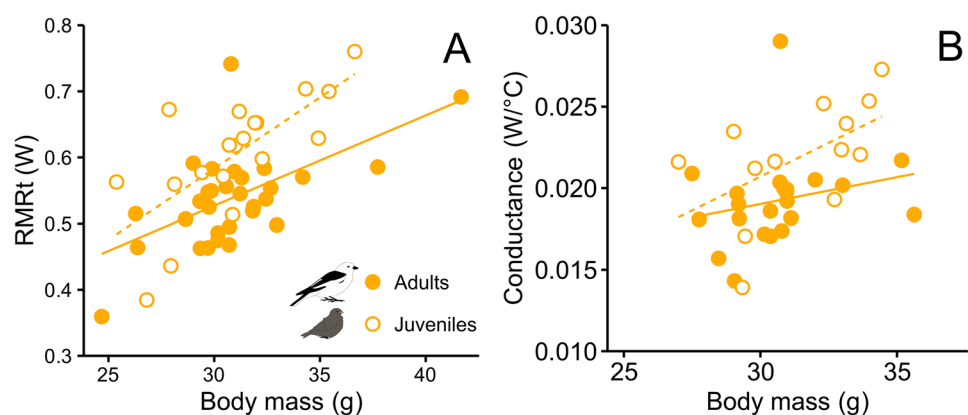 A
RMRt (W)
0.8
0.7
0.6
0.5
0.4
0.3
25
30
35
40
Body mass (g)
Adults
Juveniles
B
Conductance (W/°C)
0.030
0.025
0.020
0.015
0.010
25
30
35
Body mass (g)